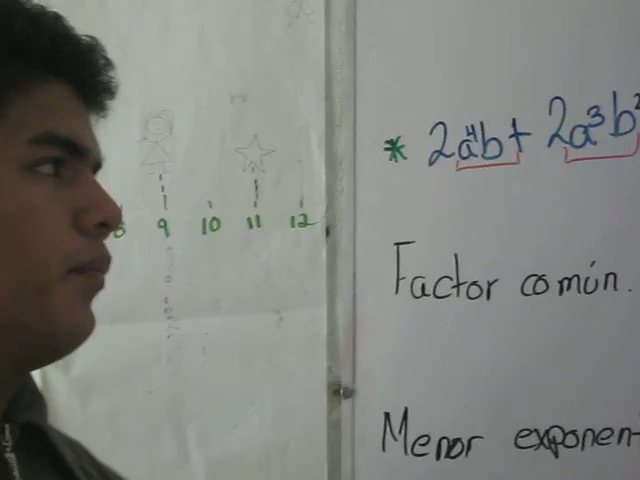 8 9 10 11 12
* 2a⁴b + 2a³b²
Factor común.
Menor exponen